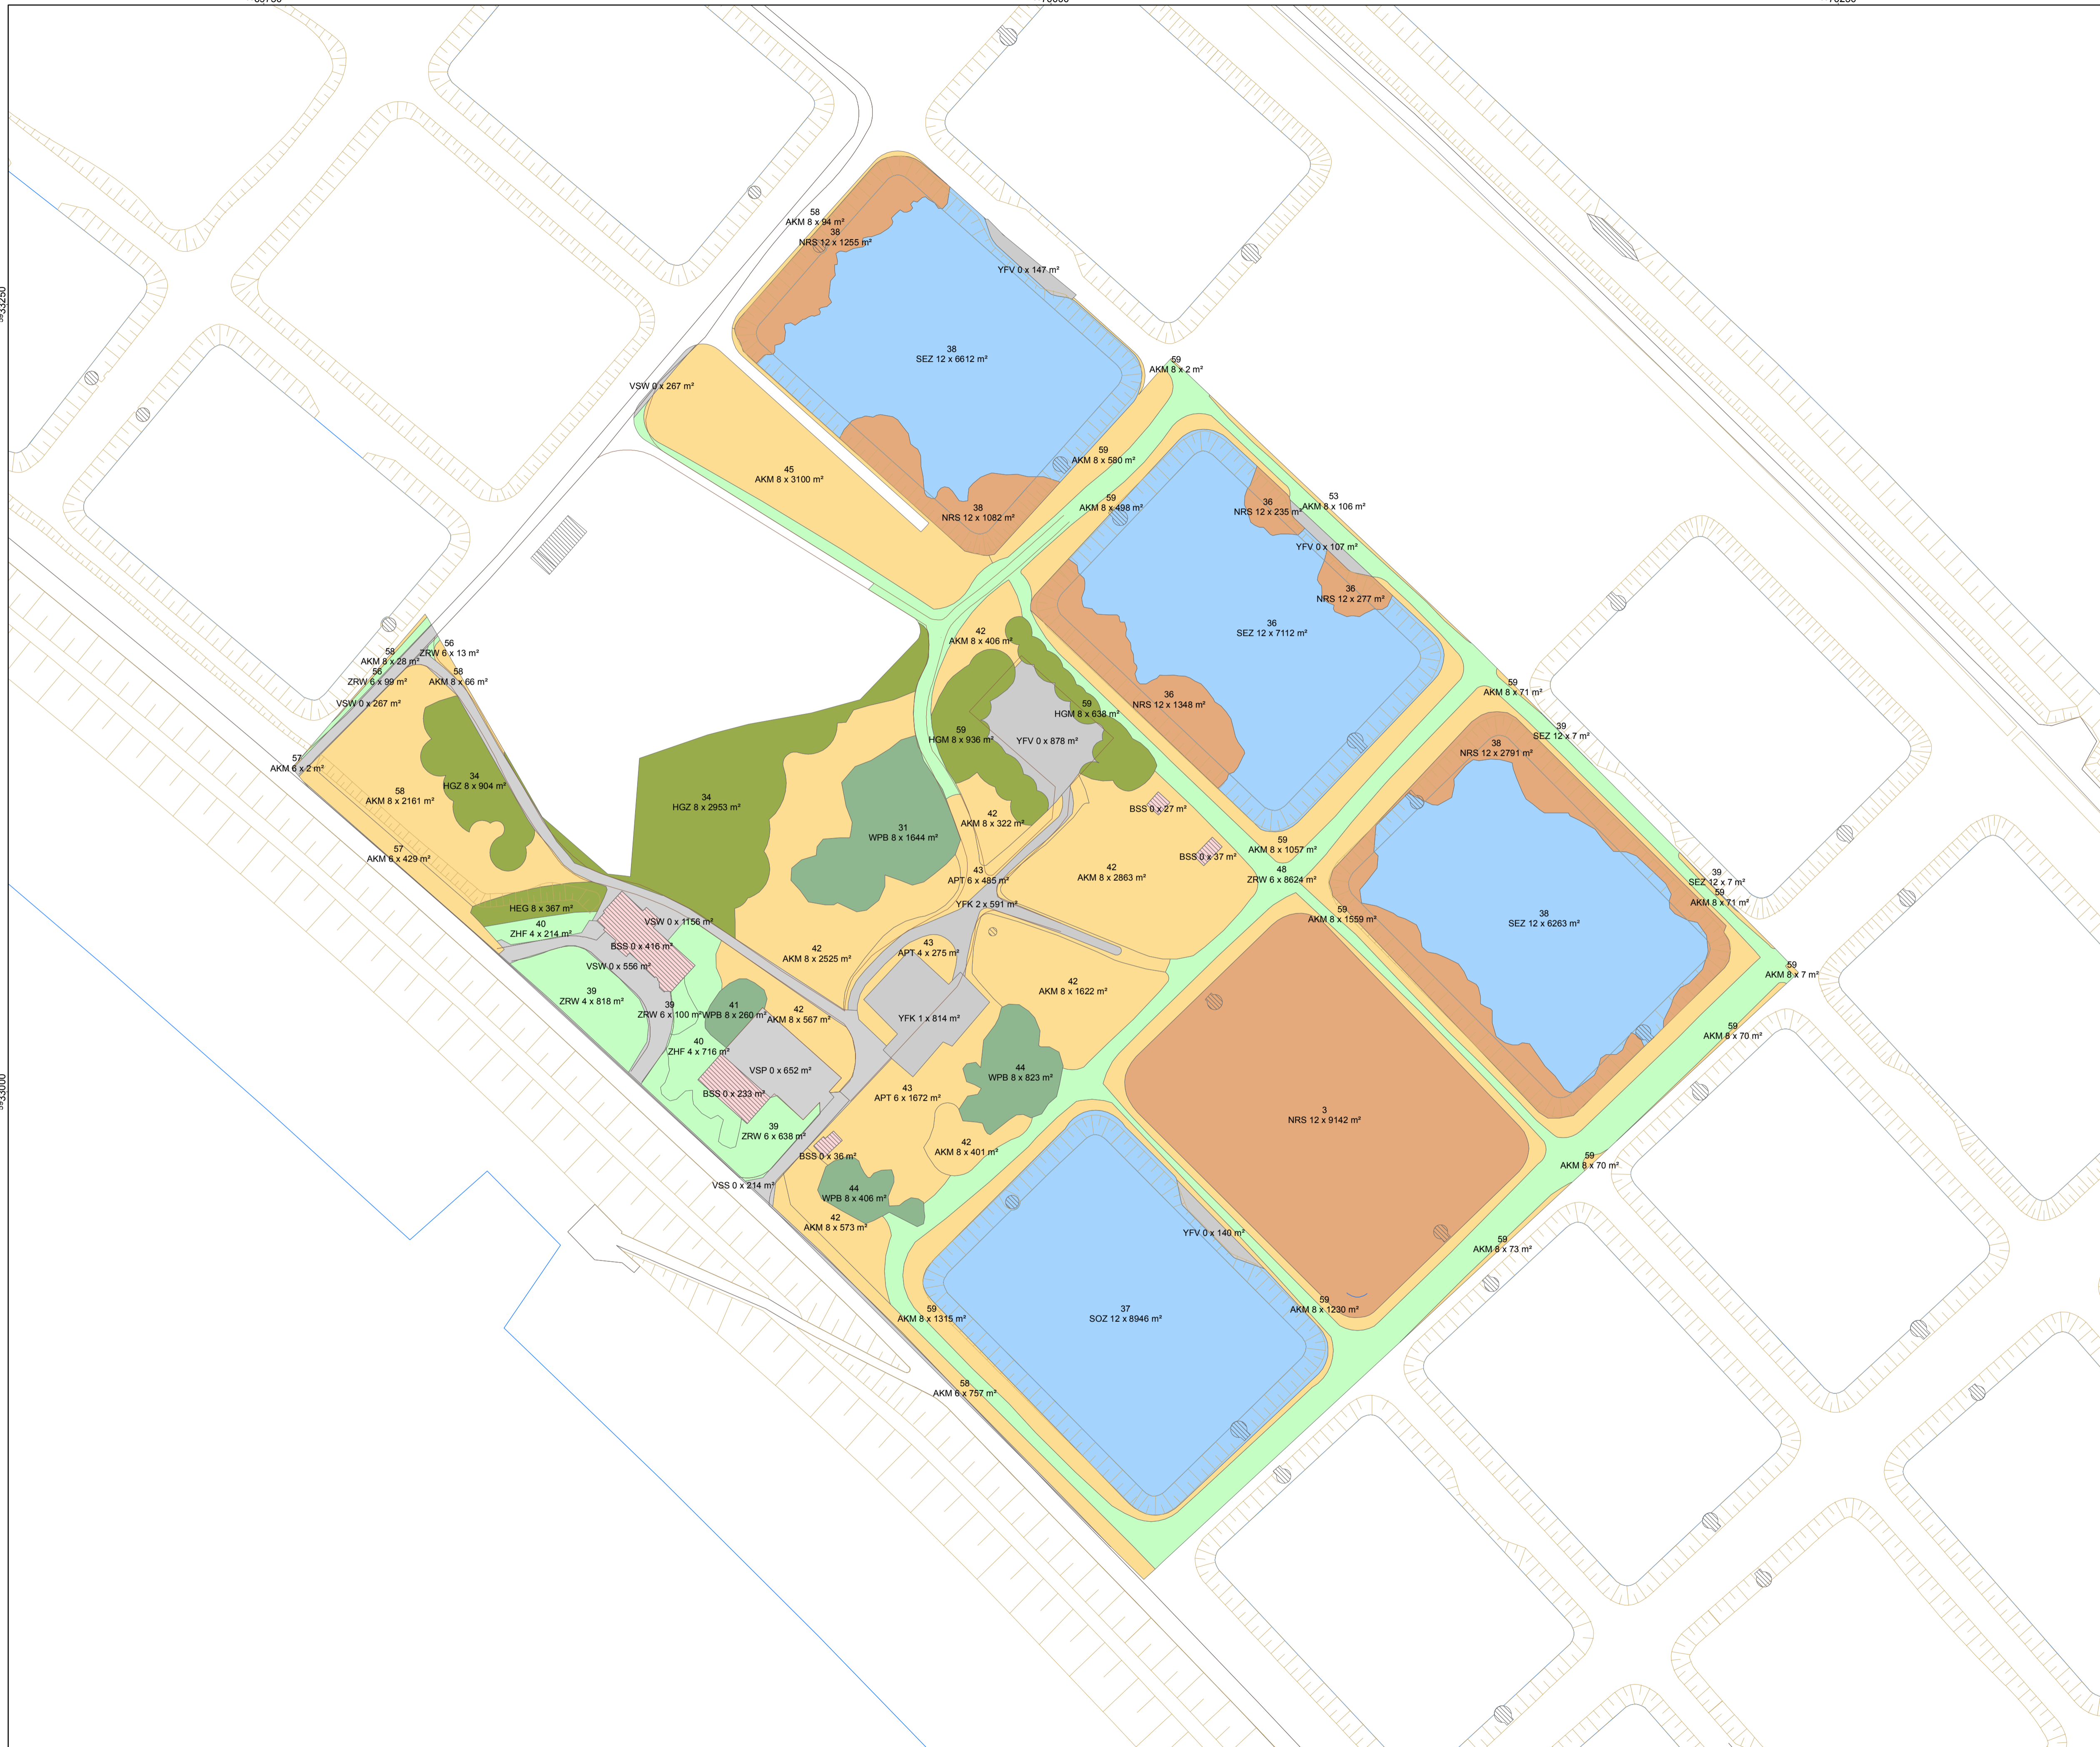 58
AKM 8 x 94 m²
38
NRS 12 x 1255 m²
YFV 0 x 147 m²
33250
38
SEZ 12 x 6612 m²
59
AKM 8 x 2 m²
VSW 0 x 267 m²
59
AKM 8 x 580 m²
45
AKM 8 x 3100 m²
59
AKM 8 x 498 m²
53
AKM 8 x 106 m²
36
NRS 12 x 235 m²
38
NRS 12 x 1082 m²
YFV 0 x 107 m²
36
NRS 12 x 277 m²
36
SEZ 12 x 7112 m²
42
AKM 8 x 406 m²
56
ZRW 6 x 13 m²
58
AKM 8 x 28 m²
56
ZRW 6 x 99 m²
58
AKM 8 x 66 m²
VSW 0 x 267 m²
59
AKM 8 x 71 m²
36
NRS 12 x 1348 m²
59
HGM 8 x 638 m²
39
SEZ 12 x 7 m²
59
HGM 8 x 936 m²
YFV 0 x 878 m²
38
NRS 12 x 2791 m²
57
AKM 6 x 2 m²
34
HGZ 8 x 904 m²
58
AKM 8 x 2161 m²
34
HGZ 8 x 2953 m²
BSS 0 x 27 m²
42
AKM 8 x 322 m²
31
WPB 8 x 1644 m²
59
AKM 8 x 1057 m²
57
AKM 6 x 429 m²
BSS 0 x 37 m²
43
APT 6 x 485 m²
42
AKM 8 x 2863 m²
48
ZRW 6 x 8624 m²
39
SEZ 12 x 7 m²
59
AKM 8 x 71 m²
YFK 2 x 591 m²
HEG 8 x 367 m²
59
AKM 8 x 1559 m²
38
SEZ 12 x 6263 m²
VSW 0 x 1156 m²
40
ZHF 4 x 214 m²
BSS 0 x 416 m²
42
AKM 8 x 2525 m²
43
APT 4 x 275 m²
VSW 0 x 556 m²
59
AKM 8 x 7 m²
42
AKM 8 x 1622 m²
39
ZRW 4 x 818 m²
39
ZRW 6 x 100 m²
41
WPB 8 x 260 m²
42
AKM 8 x 567 m²
YFK 1 x 814 m²
59
AKM 8 x 70 m²
40
ZHF 4 x 716 m²
VSP 0 x 652 m²
44
WPB 8 x 823 m²
33000
BSS 0 x 233 m²
43
APT 6 x 1672 m²
3
NRS 12 x 9142 m²
39
ZRW 6 x 638 m²
42
AKM 8 x 401 m²
BSS 0 x 36 m²
59
AKM 8 x 70 m²
VSS 0 x 214 m²
44
WPB 8 x 406 m²
42
AKM 8 x 573 m²
YFV 0 x 140 m²
59
AKM 8 x 73 m²
59
AKM 8 x 1315 m²
37
SOZ 12 x 8946 m²
59
AKM 8 x 1230 m²
58
AKM 6 x 757 m²